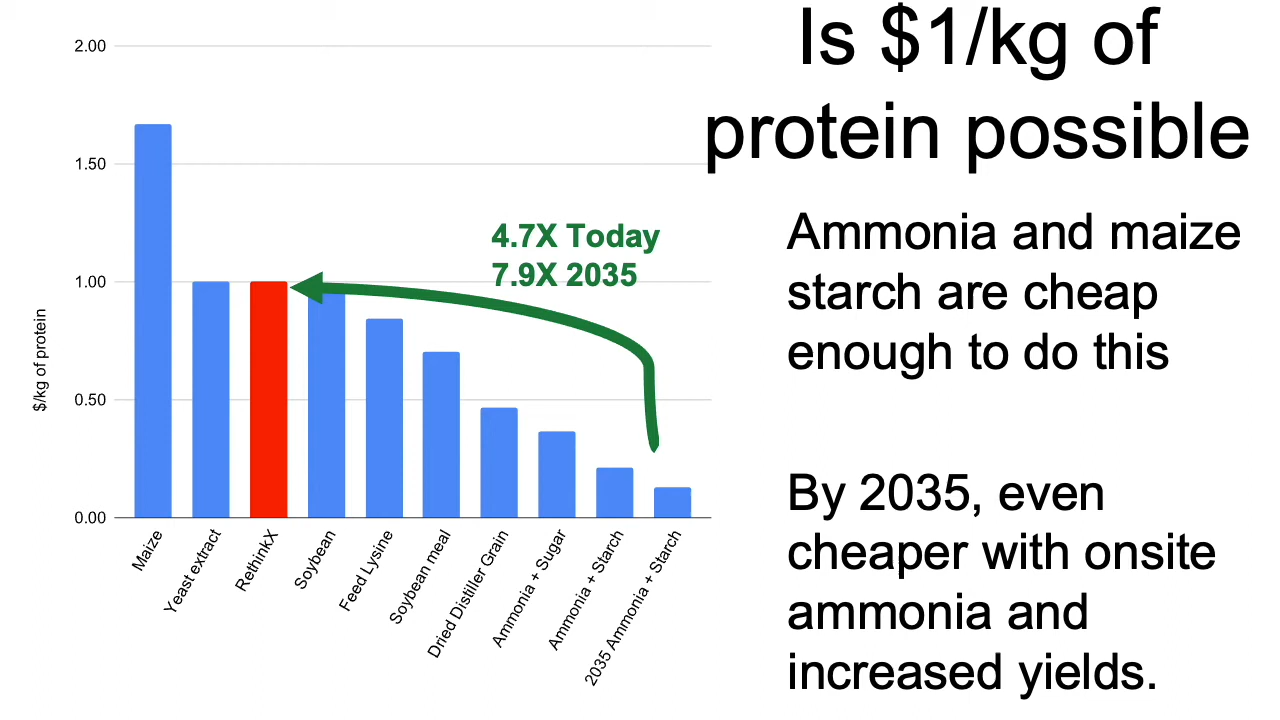 Is $1/kg of
protein possible
2.00
1.50
1.00
0.50
0.00
$/kg of protein
4.7X Today
7.9X 2035
Maize
Yeast extract
RethinkX
Soybean
Feed Lysine
Soybean meal
Dried Distiller Grain
Ammonia + Sugar
Ammonia + Starch
2035 Ammonia + Starch
Ammonia and maize
starch are cheap
enough to do this
By 2035, even
cheaper with onsite
ammonia and
increased yields.